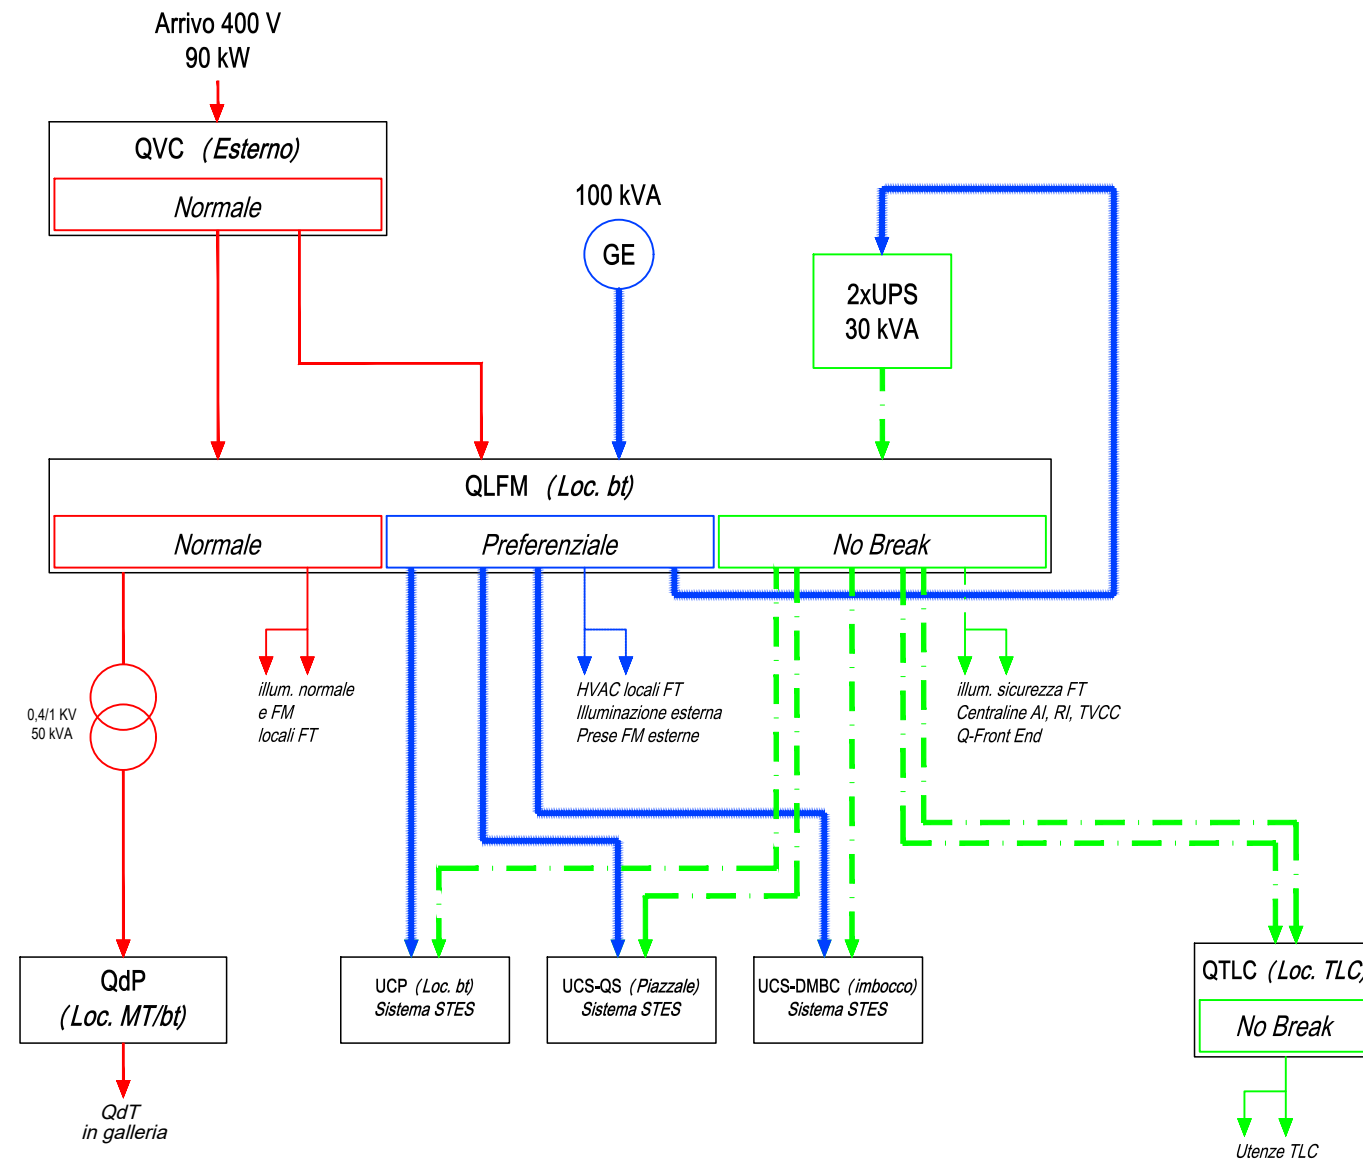 Arrivo 400 V
90 kW
QVC (Esterno)
Normale
100 kVA
GE
2xUPS
30 kVA
QLFM (Loc. bt)
Normale
Preferenziale
No Break
0,4/1 KV
50 kVA
illum. normale
e FM
locali FT
HVAC locali FT
Illuminazione esterna
Prese FM esterne
illum. sicurezza FT
Centraline AI, RI, TVCC
Q-Front End
QdP
(Loc. MT/bt)
UCP (Loc. bt)
Sistema STES
UCS-QS (Piazzale)
Sistema STES
UCS-DMBC (imbocco)
Sistema STES
QTLC (Loc. TLC)
No Break
QdT
in galleria
Utenze TLC